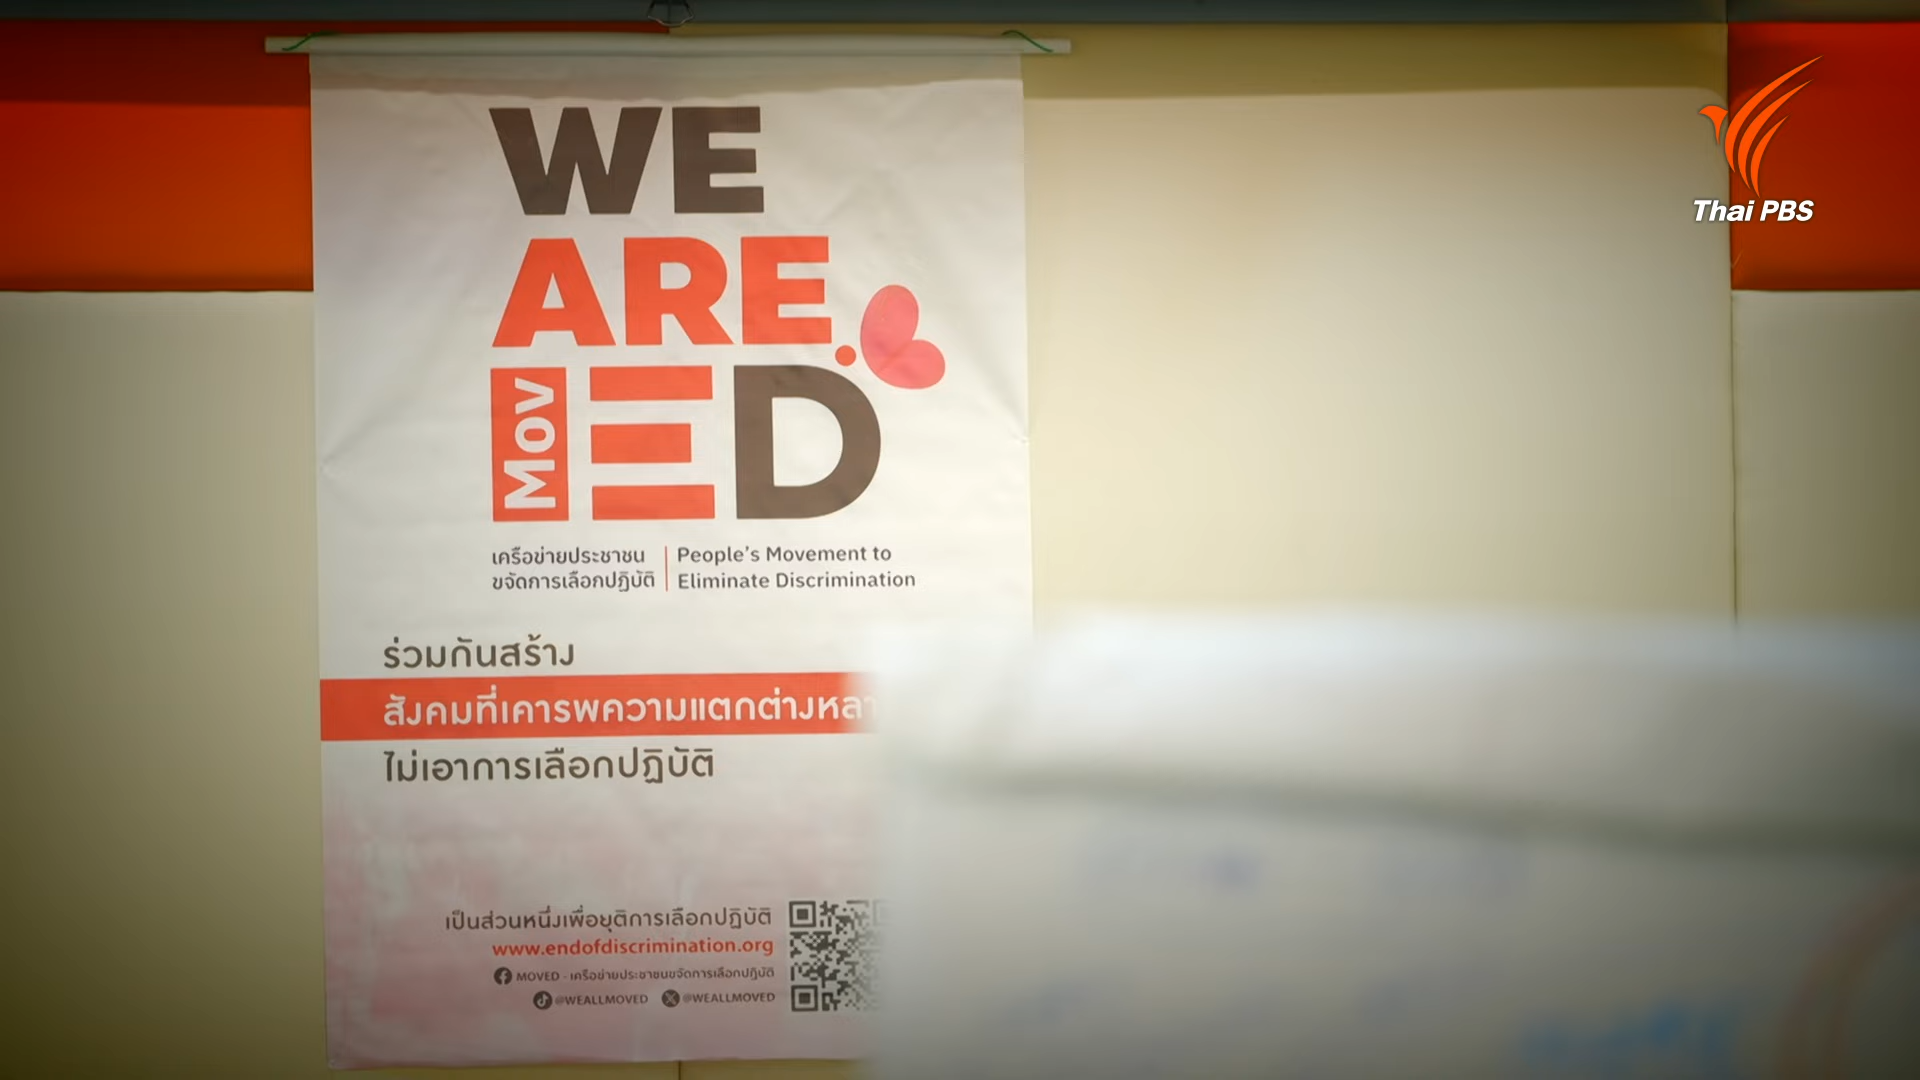 WE
ARE
MovED
เครือข่ายประชาชน
ขจัดการเลือกปฏิบัติ
People's Movement to
Eliminate Discrimination
ร่วมกันสร้าง
สังคมที่เคารพความแตกต่าง
ไม่เอาการเลือกปฏิบัติ
เป็นส่วนหนึ่งเพื่อยุติการเลือกปฏิบัติ
www.endofdiscrimination.org
MOVED - เครือข่ายประชาชนขจัดการเลือกปฏิบัติ
@WEALLMOVED @WEALLMOVED
Thai PBS